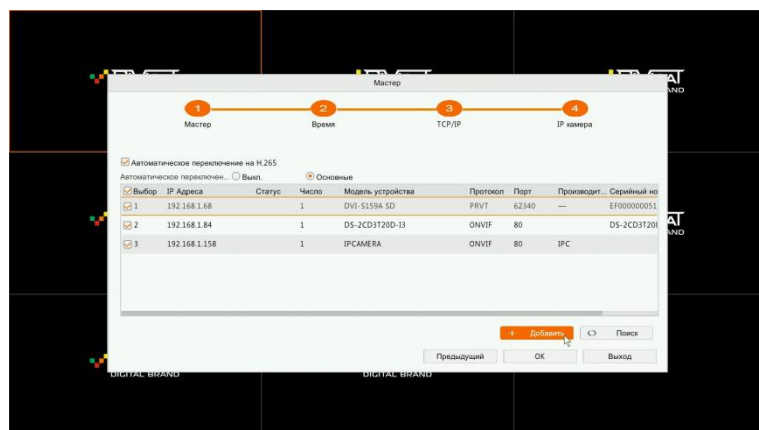 Мастер
1 2 3 4
Мастер Время TCP/IP IP камера
Автоматическое переключение на H.265
Автоматическое переключен... Выкл. Основные
Выбор IP Адреса Статус Число Модель устройства Протокол Порт Производит... Серийный но
1 192.168.1.68 1 DVI-S159A SD PRVT 62340 — EF000000051
2 192.168.1.84 1 DS-2CD3T20D-I3 ONVIF 80 DS-2CD3T20
3 192.168.1.158 1 IPCAMERA ONVIF 80 IPC
+ Добавить Поиск
Предыдущий OK Выход
DIGITAL BRAND DIGITAL BRAND